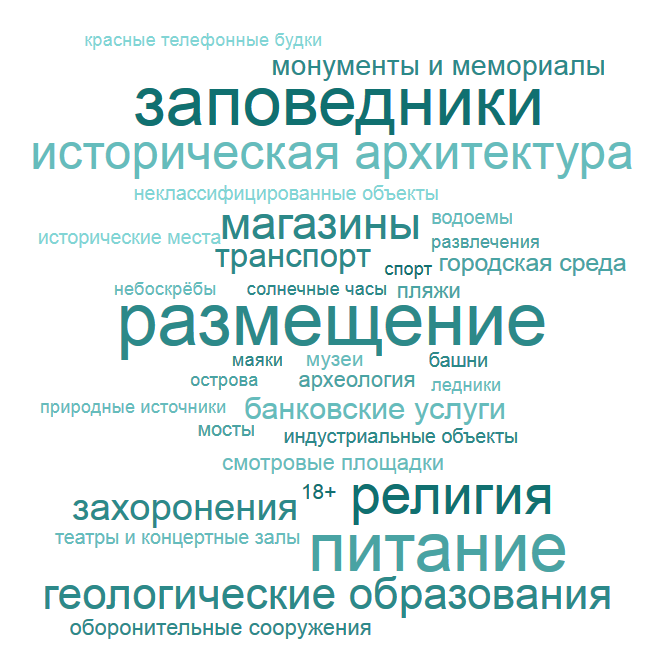 красные телефонные будки
монументы и мемориалы
заповедники
историческая архитектура
неклассифицированные объекты
магазины
водоемы
исторические места
развлечения
транспорт
спорт
городская среда
небоскрёбы
солнечные часы
пляжи
размещение
маяки
музеи
башни
острова
археология
ледники
природные источники
банковские услуги
мосты
индустриальные объекты
смотровые площадки
18+
религия
захоронения
театры и концертные залы
питание
геологические образования
оборонительные сооружения